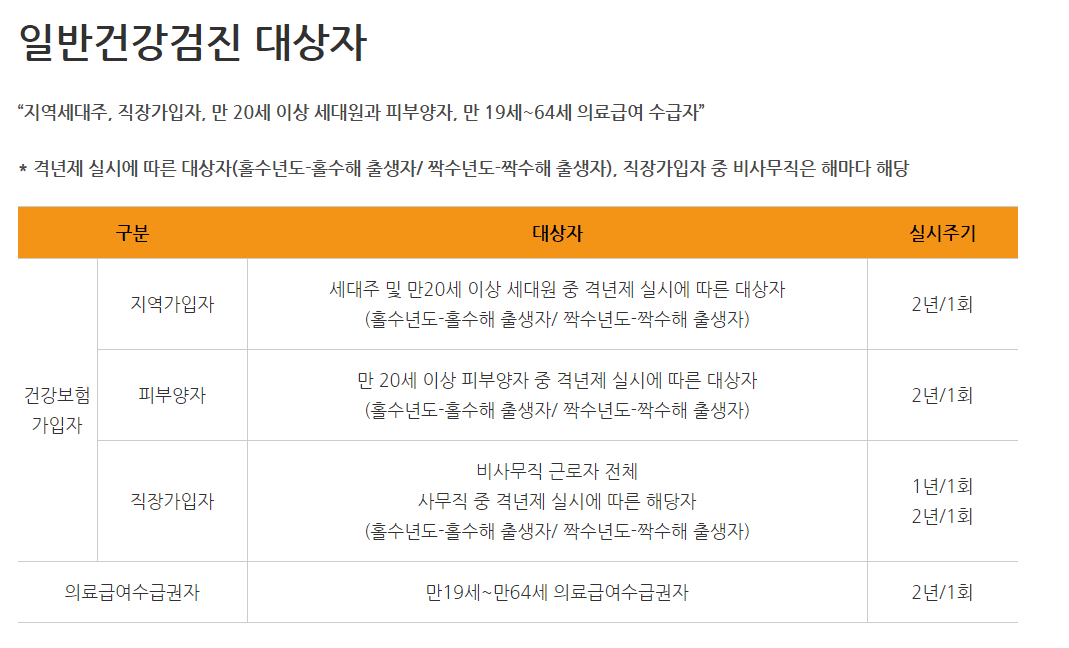 일반건강검진 대상자
“지역세대주, 직장가입자, 만 20세 이상 세대원과 피부양자, 만 19세~64세 의료급여 수급자”
* 격년제 실시에 따른 대상자(홀수년도-홀수해 출생자/ 짝수년도-짝수해 출생자), 직장가입자 중 비사무직은 해마다 해당
구분 대상자 실시주기
건강보험
가입자
지역가입자
세대주 및 만20세 이상 세대원 중 격년제 실시에 따른 대상자
(홀수년도-홀수해 출생자/ 짝수년도-짝수해 출생자)
2년/1회
피부양자
만 20세 이상 피부양자 중 격년제 실시에 따른 대상자
(홀수년도-홀수해 출생자/ 짝수년도-짝수해 출생자)
2년/1회
직장가입자
비사무직 근로자 전체
사무직 중 격년제 실시에 따른 해당자
(홀수년도-홀수해 출생자/ 짝수년도-짝수해 출생자)
1년/1회
2년/1회
의료급여수급권자 만19세~만64세 의료급여수급권자 2년/1회